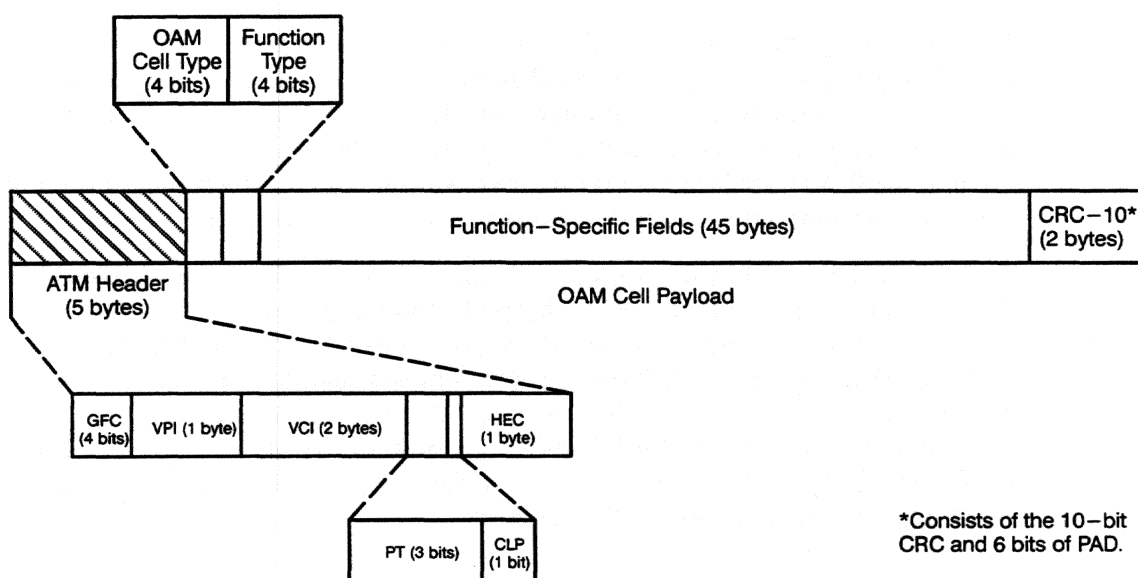 OAM
Cell Type
(4 bits)
Function
Type
(4 bits)
Function-Specific Fields (45 bytes)
CRC-10*
(2 bytes)
ATM Header
(5 bytes)
OAM Cell Payload
GFC
(4 bits)
VPI (1 byte)
VCI (2 bytes)
HEC
(1 byte)
PT (3 bits)
CLP
(1 bit)
*Consists of the 10-bit
CRC and 6 bits of PAD.